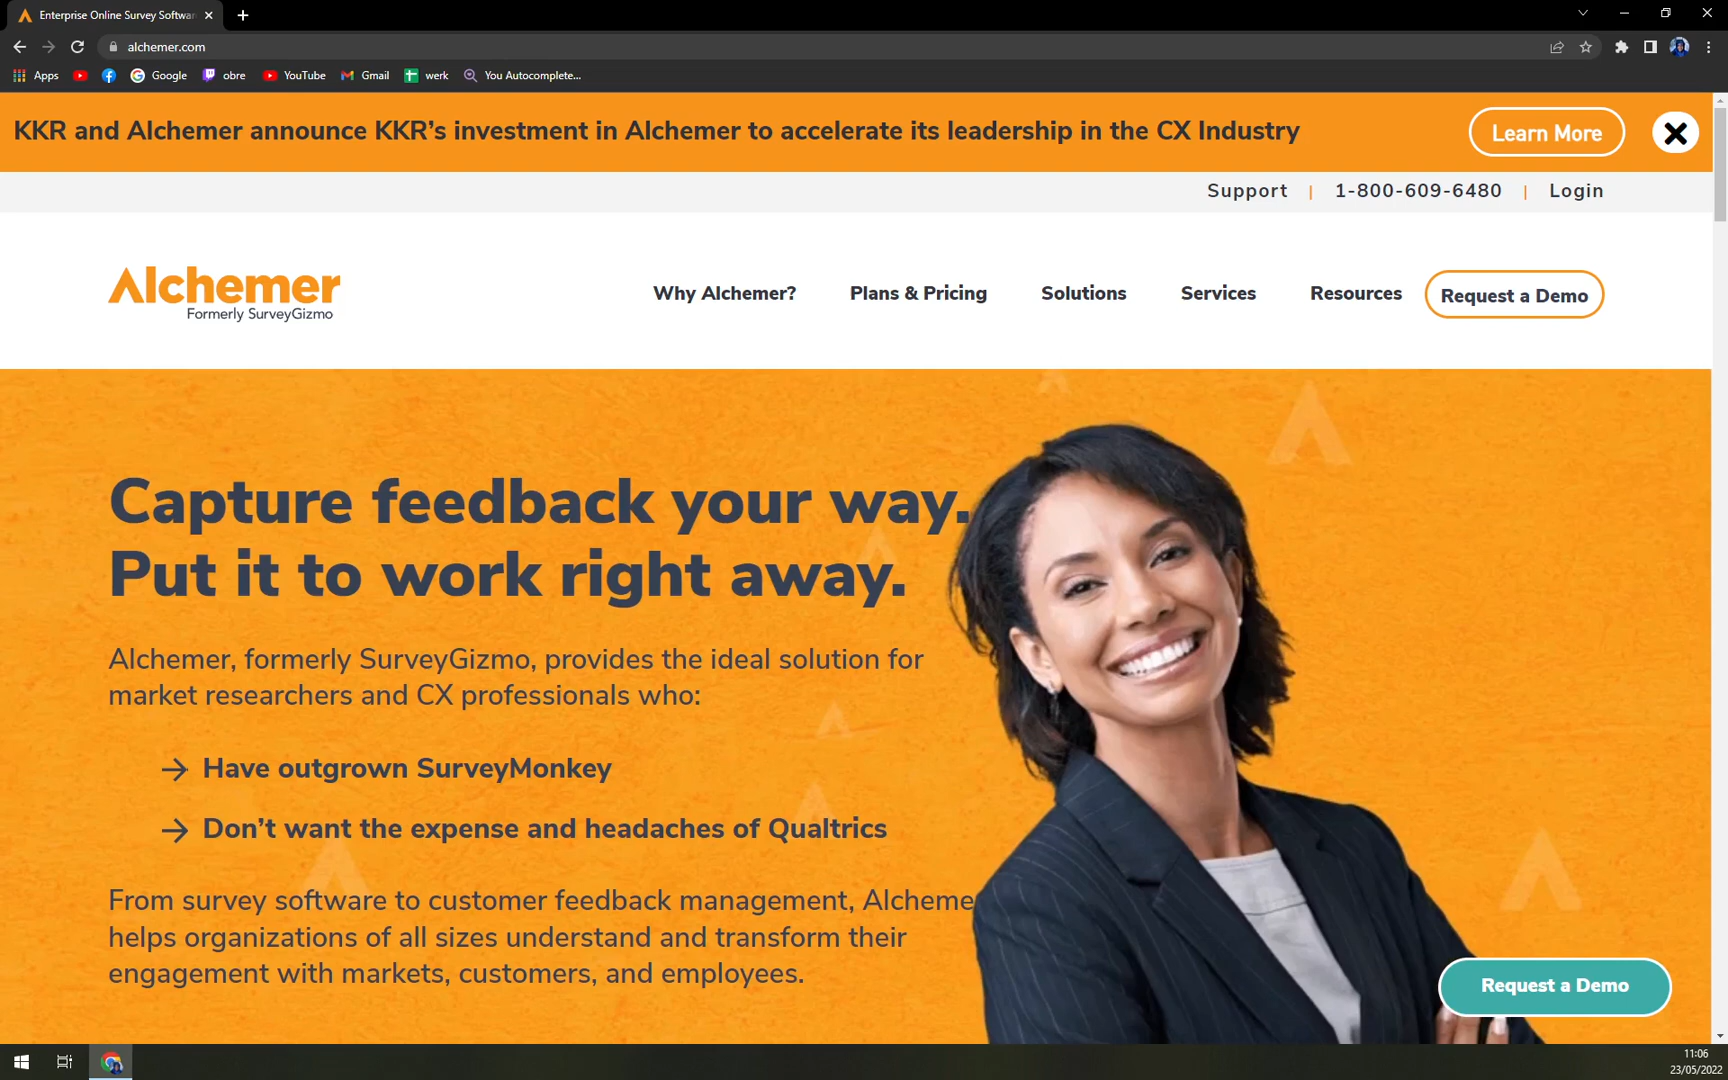 Enterprise Online Survey Softwa
alchemer.com
Apps
Google
obre
YouTube
Gmail
werk
You Autocomplete...
KKR and Alchemer announce KKR’s investment in Alchemer to accelerate its leadership in the CX Industry
Learn More
Support | 1-800-609-6480 | Login
Alchemer
Formerly SurveyGizmo
Why Alchemer?
Plans & Pricing
Solutions
Services
Resources
Request a Demo
Capture feedback your way.
Put it to work right away.
Alchemer, formerly SurveyGizmo, provides the ideal solution for
market researchers and CX professionals who:
→ Have outgrown SurveyMonkey
→ Don’t want the expense and headaches of Qualtrics
From survey software to customer feedback management, Alcheme
helps organizations of all sizes understand and transform their
engagement with markets, customers, and employees.
Request a Demo
11:06
23/05/2022